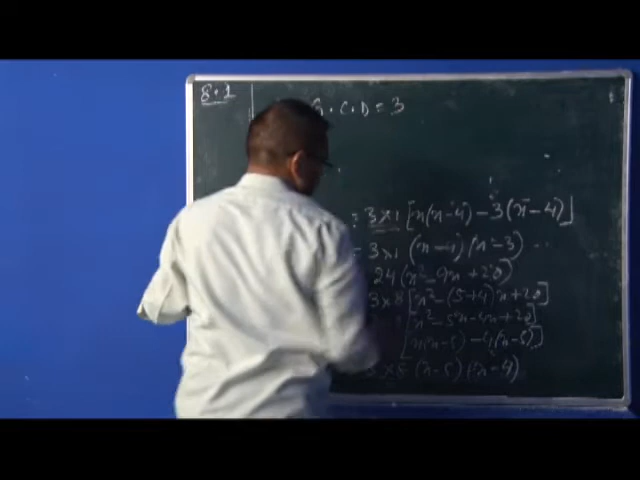 8.1
G.C.D = 3
= 3×1 [x(x-4) - 3(x-4)]
= 3×1 (x-4)(x-3) ..
24(x²-9x+20)
3×8[x²-(5+4)x+20]
[x²-5x-4x+20]
[x(x-5)-4(x-5)]
3×8(x-5)(x-4)